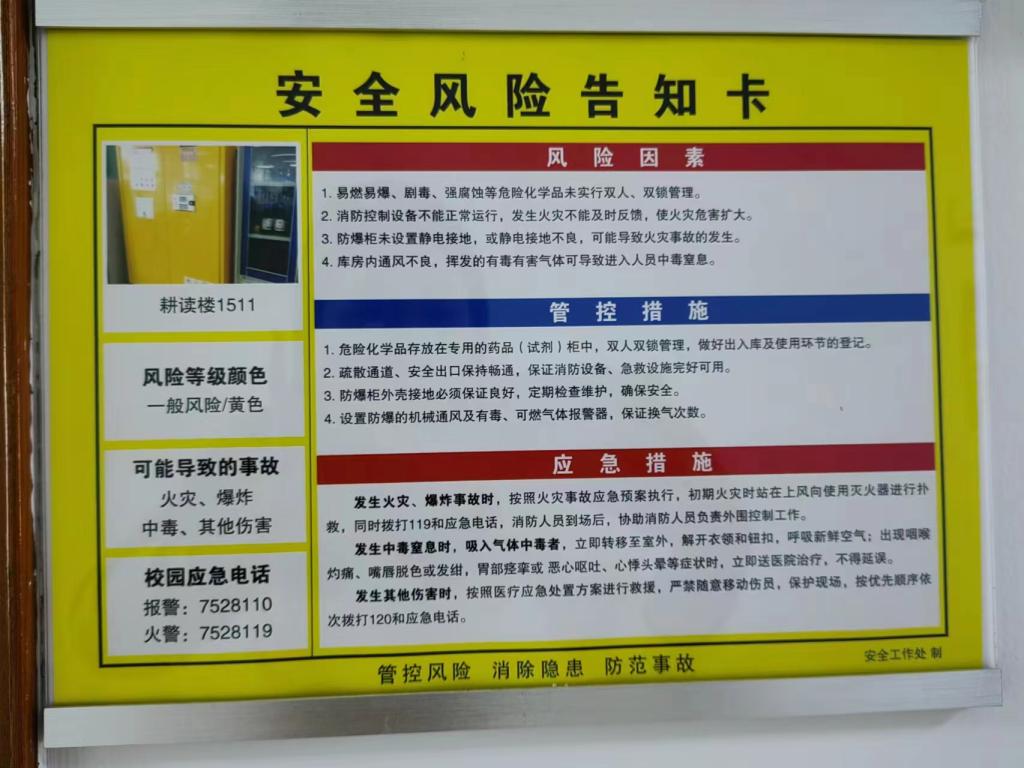 安全风险告知卡
耕读楼1511
风险等级颜色
一般风险/黄色
可能导致的事故
火灾、爆炸
中毒、其他伤害
校园应急电话
报警：7528110
火警：7528119
风险因素
1. 易燃易爆、剧毒、强腐蚀等危险化学品未实行双人、双锁管理。
2. 消防控制设备不能正常运行，发生火灾不能及时反馈，使火灾危害扩大。
3. 防爆柜未设置静电接地，或静电接地不良，可能导致火灾事故的发生。
4. 库房内通风不良，挥发的有毒有害气体可导致进入人员中毒窒息。
管控措施
1. 危险化学品存放在专用的药品（试剂）柜中，双人双锁管理，做好出入库及使用环节的登记。
2. 疏散通道、安全出口保持畅通，保证消防设备、急救设施完好可用。
3. 防爆柜外壳接地必须保证良好，定期检查维护，确保安全。
4. 设置防爆的机械通风及有毒、可燃气体报警器，保证换气次数。
应急措施
发生火灾、爆炸事故时，按照火灾事故应急预案执行，初期火灾时站在上风向使用灭火器进行扑
救，同时拨打119和应急电话，消防人员到场后，协助消防人员负责外围控制工作。
发生中毒窒息时，吸入气体中毒者，立即转移至室外，解开衣领和钮扣，呼吸新鲜空气；出现咽喉
灼痛、嘴唇脱色或发绀，胃部痉挛或 恶心呕吐、心悸头晕等症状时，立即送医院治疗，不得延误。
发生其他伤害时，按照医疗应急处置方案进行救援，严禁随意移动伤员，保护现场，按优先顺序依
次拨打120和应急电话。
管控风险 消除隐患 防范事故
安全工作处 制